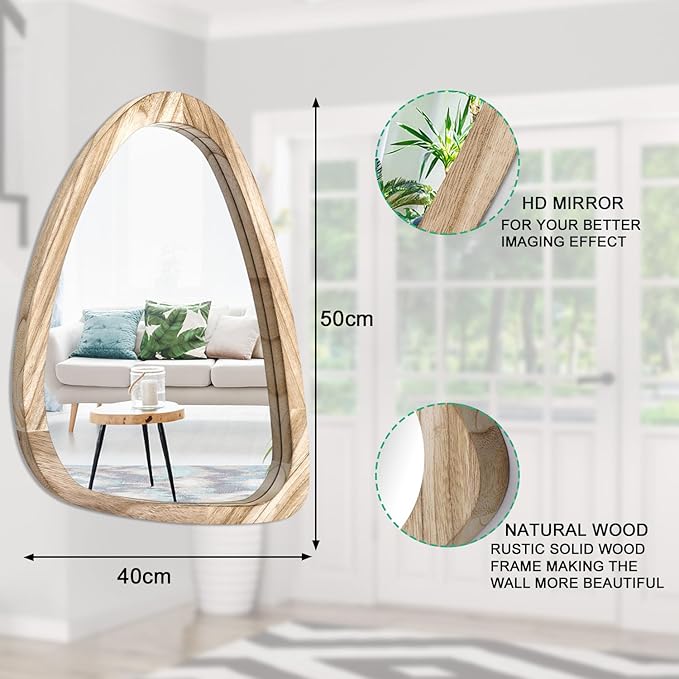 HD MIRROR
FOR YOUR BETTER
IMAGING EFFECT
50cm
NATURAL WOOD
RUSTIC SOLID WOOD
FRAME MAKING THE
WALL MORE BEAUTIFUL
40cm